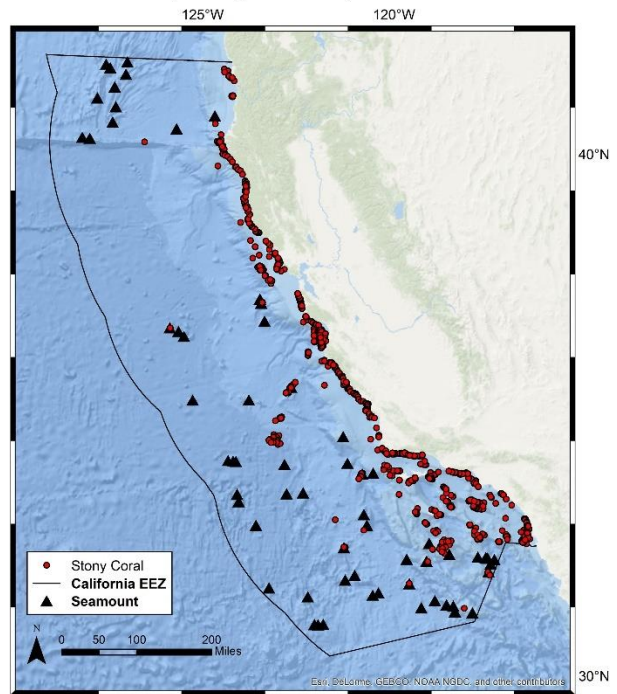 125°W 120°W
40°N
Stony Coral
California EEZ
Seamount
N
0 50 100 200
Miles
30°N
Esri, DeLorme, GEBCO, NOAA NGDC, and other contributors